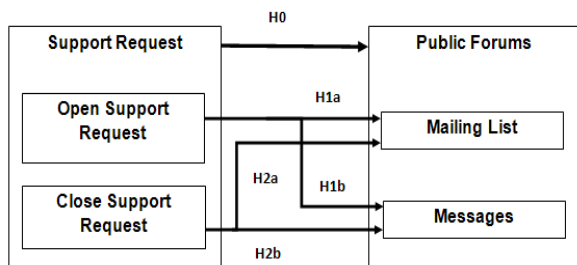 H0
Support Request
Public Forums
Open Support
Request
H1a
Mailing List
H2a
H1b
Close Support
Request
Messages
H2b